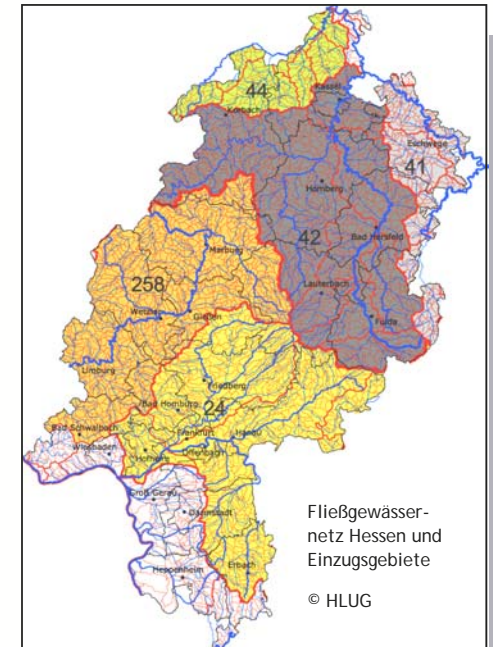 44
Kassel
Korbach
Eschwege
41
Homberg
42
Bad Hersfeld
Marburg
258
Lauterbach
Wetzlar
Gießen
Fulda
Limburg
Friedberg
Bad Homburg
24
Bad Schwalbach
Frankfurt
Hanau
Wiesbaden
Hofheim
Offenbach
Groß Gerau
Darmstadt
Heppenheim
Erbach
Fließgewässer-
netz Hessen und
Einzugsgebiete
© HLUG